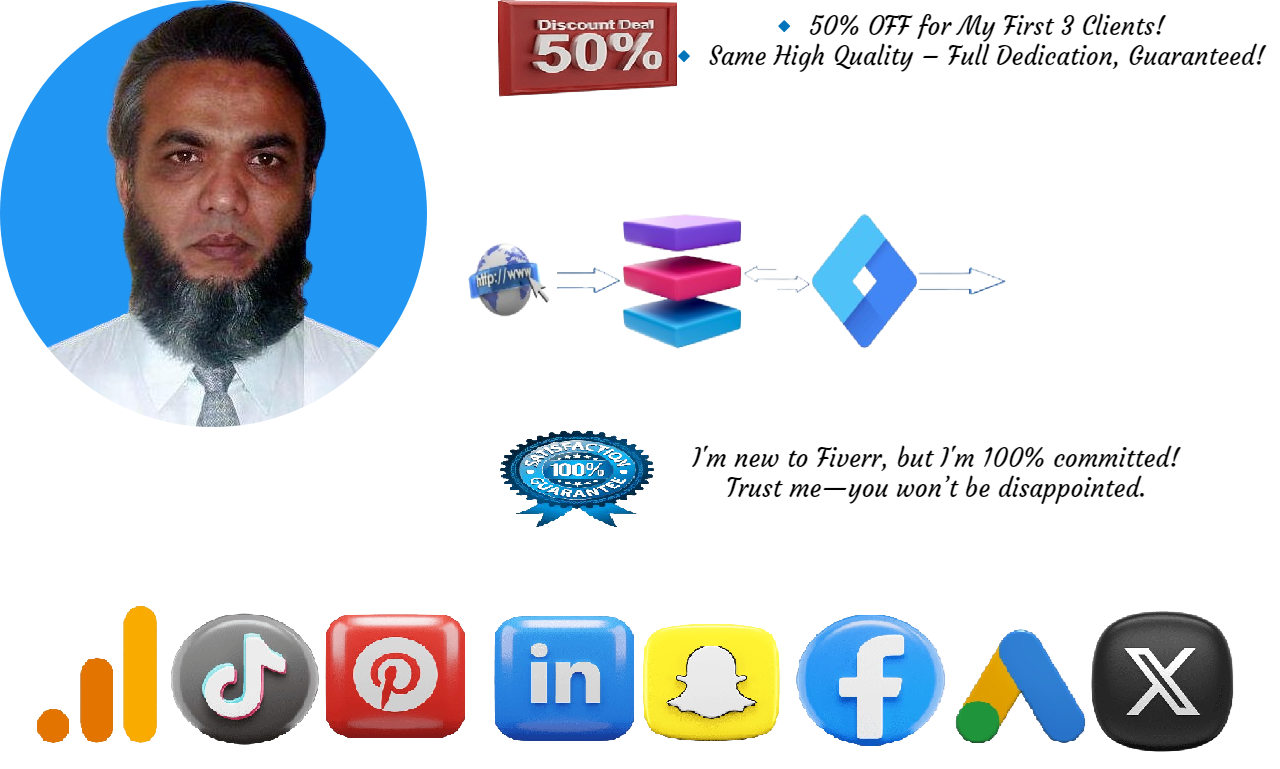 Discount Deal
50%
50% OFF for My First 3 Clients!
Same High Quality – Full Dedication, Guaranteed!
http://www
SATISFACTION
100%
GUARANTEE
I'm new to Fiverr, but I'm 100% committed!
Trust me—you won't be disappointed.
in